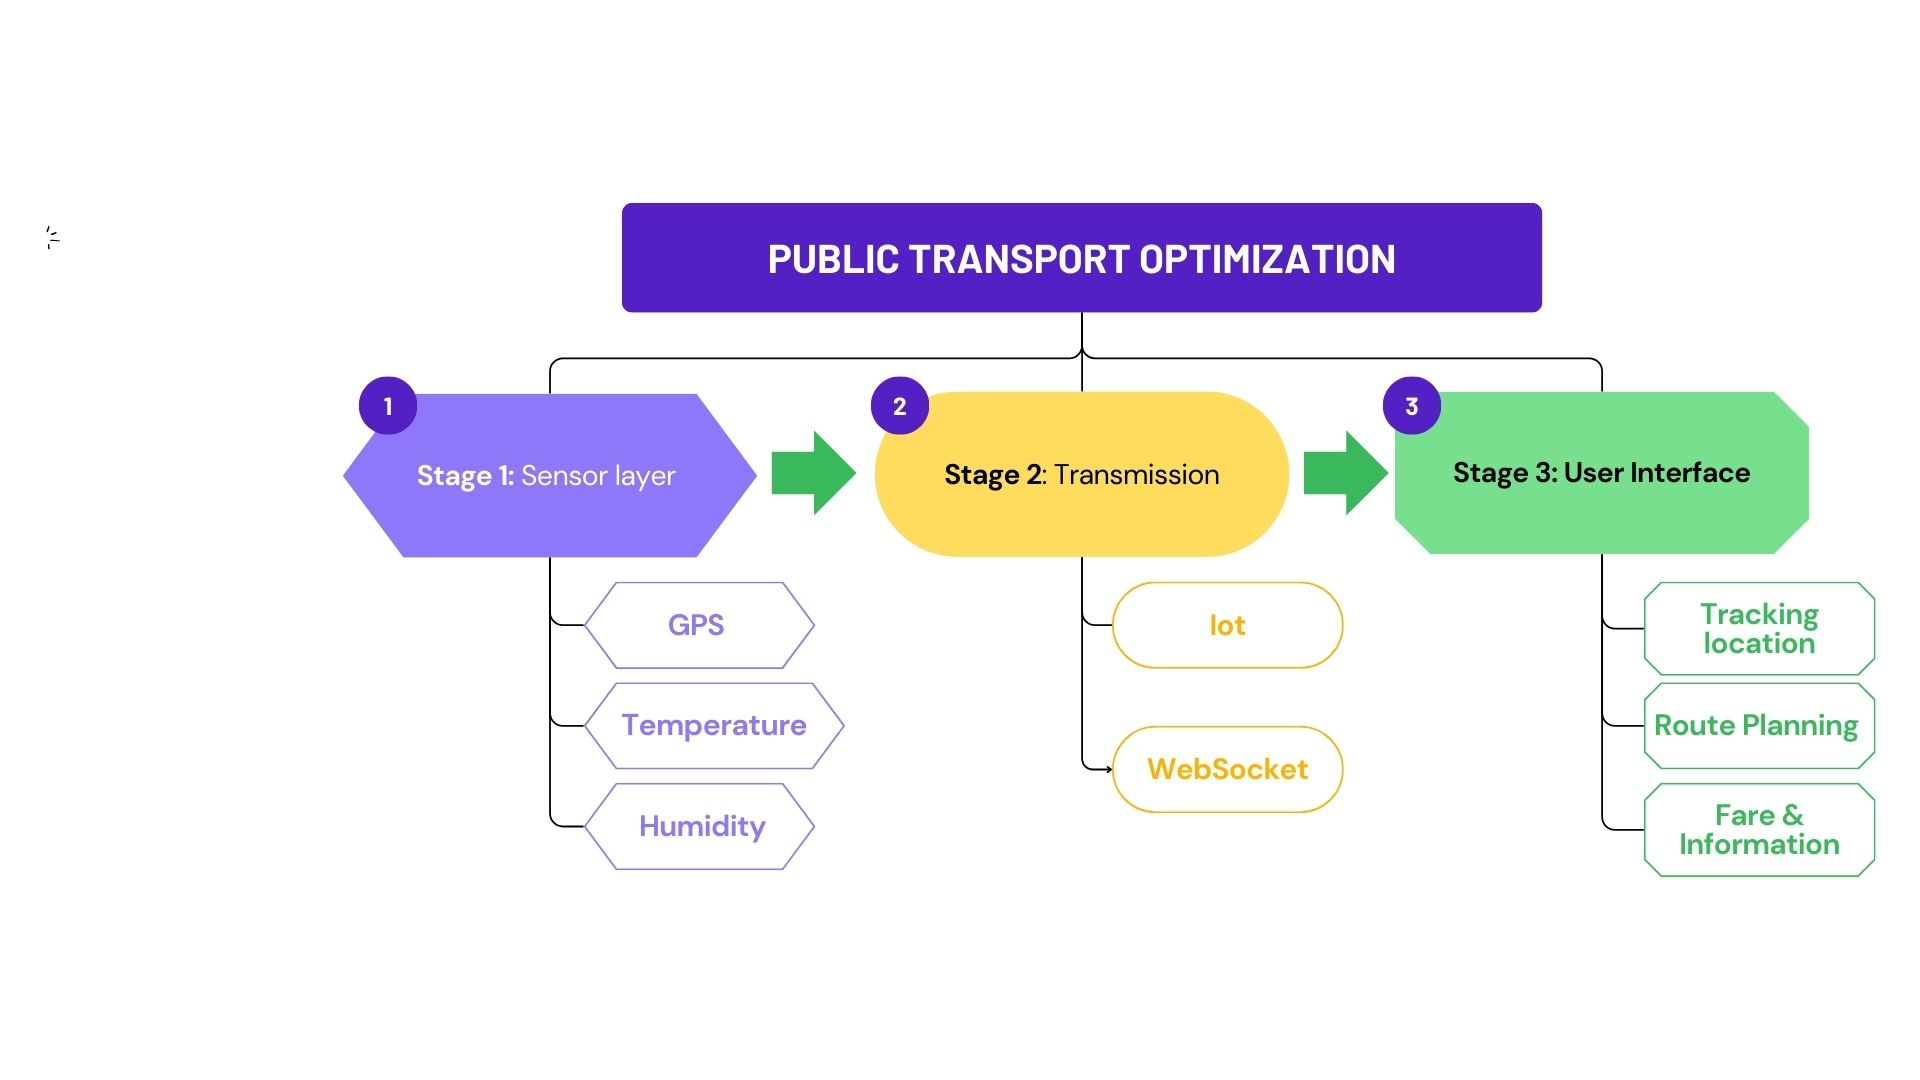 PUBLIC TRANSPORT OPTIMIZATION
1
Stage 1: Sensor layer
2
Stage 2: Transmission
3
Stage 3: User Interface
GPS
Temperature
Humidity
Iot
WebSocket
Tracking
location
Route Planning
Fare &
Information